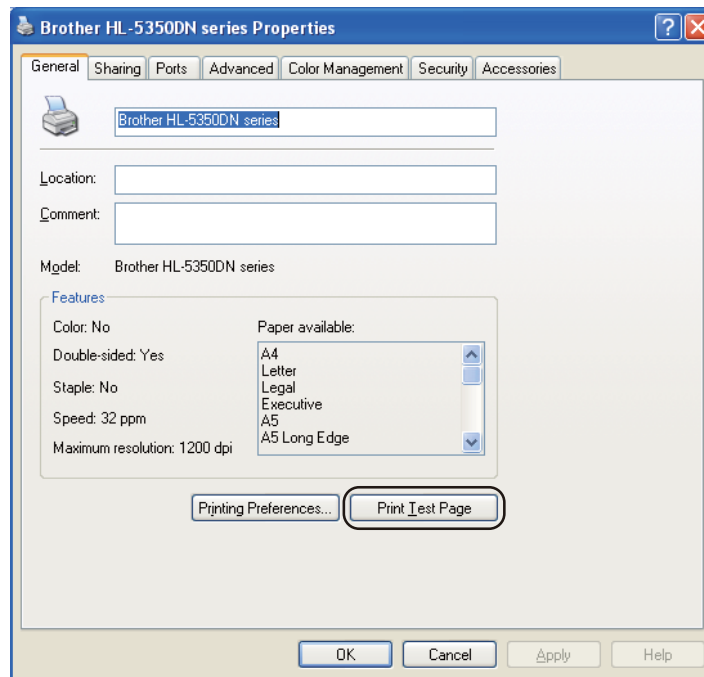 Brother HL-5350DN series Properties
General Sharing Ports Advanced Color Management Security Accessories
Brother HL-5350DN series
Location:
Comment:
Model: Brother HL-5350DN series
Features
Color: No Paper available:
Double-sided: Yes A4
Letter
Staple: No Legal
Executive
Speed: 32 ppm A5
Maximum resolution: 1200 dpi A5 Long Edge
Printing Preferences... Print Test Page
OK Cancel Apply Help